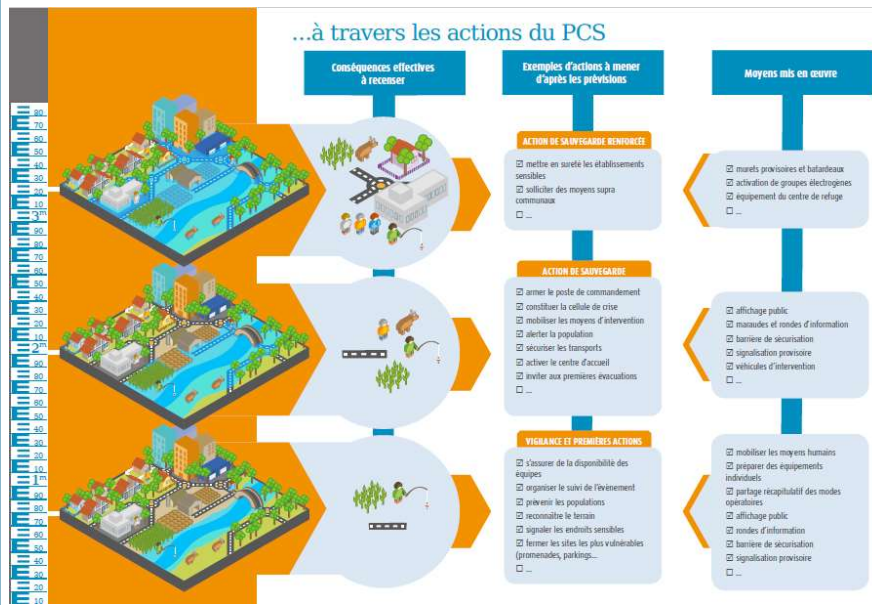 ...à travers les actions du PCS
Conséquences effectives
à recenser
Exemples d'actions à mener
d'après les prévisions
Moyens mis en œuvre
80
70
60
50
40
30
20
10
3m
90
80
70
60
50
40
30
20
10
2m
90
80
70
60
50
40
30
20
10
1m
90
80
70
60
50
40
30
20
10
ACTION DE SAUVEGARDE RENFORCÉE
☑ mettre en sureté les établissements
sensibles
☑ solliciter des moyens supra
communaux
☐ ...
☑ murets provisoires et batardeaux
☑ activation de groupes électrogènes
☑ équipement du centre de refuge
☐ ...
ACTION DE SAUVEGARDE
☑ armer le poste de commandement
☑ constituer la cellule de crise
☑ mobiliser les moyens d'intervention
☑ alerter la population
☑ sécuriser les transports
☑ activer le centre d'accueil
☑ inviter aux premières évacuations
☐ ...
☑ affichage public
☑ maraudes et rondes d'information
☑ barrière de sécurisation
☑ signalisation provisoire
☑ véhicules d'intervention
☐ ...
VIGILANCE ET PREMIÈRES ACTIONS
☑ s'assurer de la disponibilité des
équipes
☑ organiser le suivi de l'évènement
☑ prévenir les populations
☑ reconnaître le terrain
☑ signaler les endroits sensibles
☑ fermer les sites les plus vulnérables
(promenades, parkings...
☐ ...
☑ mobiliser les moyens humains
☑ préparer des équipements
individuels
☑ partage récapitulatif des modes
opératoires
☑ affichage public
☑ rondes d'information
☑ barrière de sécurisation
☑ signalisation provisoire
☐ ...